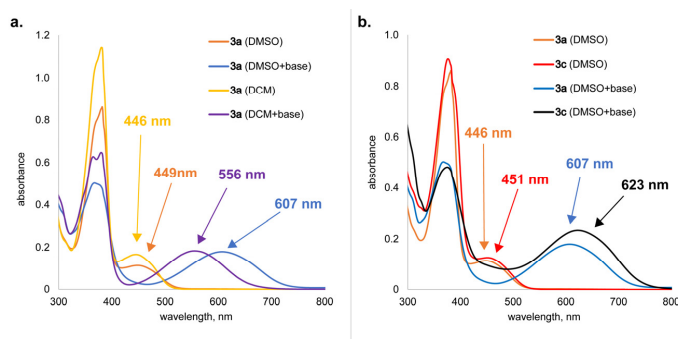 a.
1.2
1.0
0.8
0.6
0.4
0.2
0
300 400 500 600 700 800
absorbance
wavelength, nm
3a (DMSO)
3a (DMSO+base)
3a (DCM)
3a (DCM+base)
446 nm
449nm
556 nm
607 nm
b.
1.0
0.8
0.6
0.4
0.2
0
300 400 500 600 700 800
absorbance
wavelength, nm
3a (DMSO)
3c (DMSO)
3a (DMSO+base)
3c (DMSO+base)
446 nm
451 nm
607 nm
623 nm